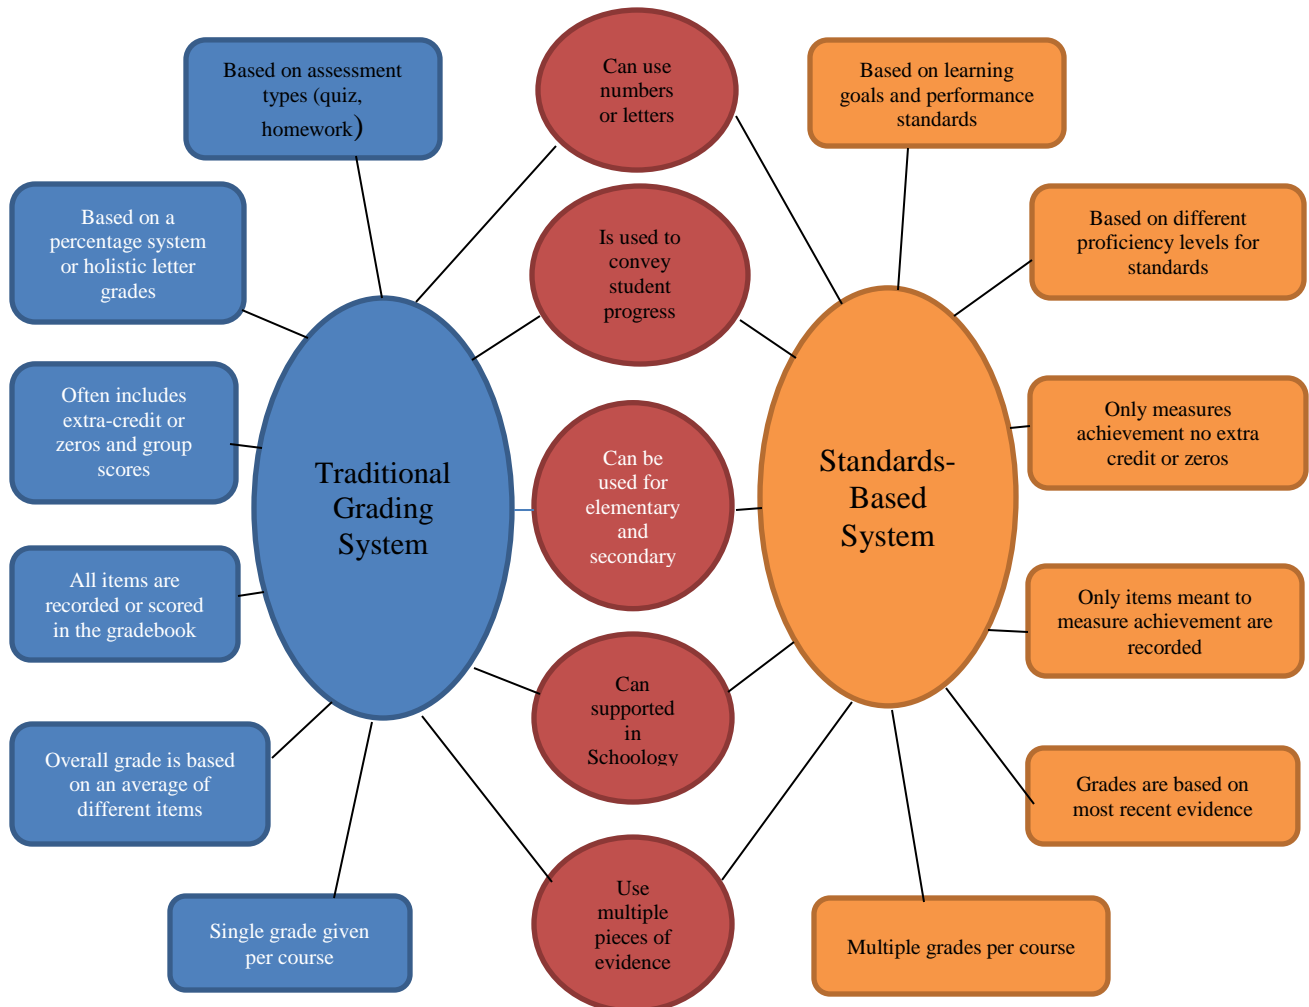 Based on assessment
types (quiz,
homework)
Can use
numbers
or letters
Based on learning
goals and performance
standards
Based on a
percentage system
or holistic letter
grades
Is used to
convey
student
progress
Based on different
proficiency levels for
standards
Often includes
extra-credit or
zeros and group
scores
Traditional
Grading
System
Can be
used for
elementary
and
secondary
Standards-
Based
System
Only measures
achievement no extra
credit or zeros
All items are
recorded or scored
in the gradebook
Can
supported
in
Schoology
Only items meant to
measure achievement are
recorded
Overall grade is based
on an average of
different items
Grades are based on
most recent evidence
Single grade given
per course
Use
multiple
pieces of
evidence
Multiple grades per course